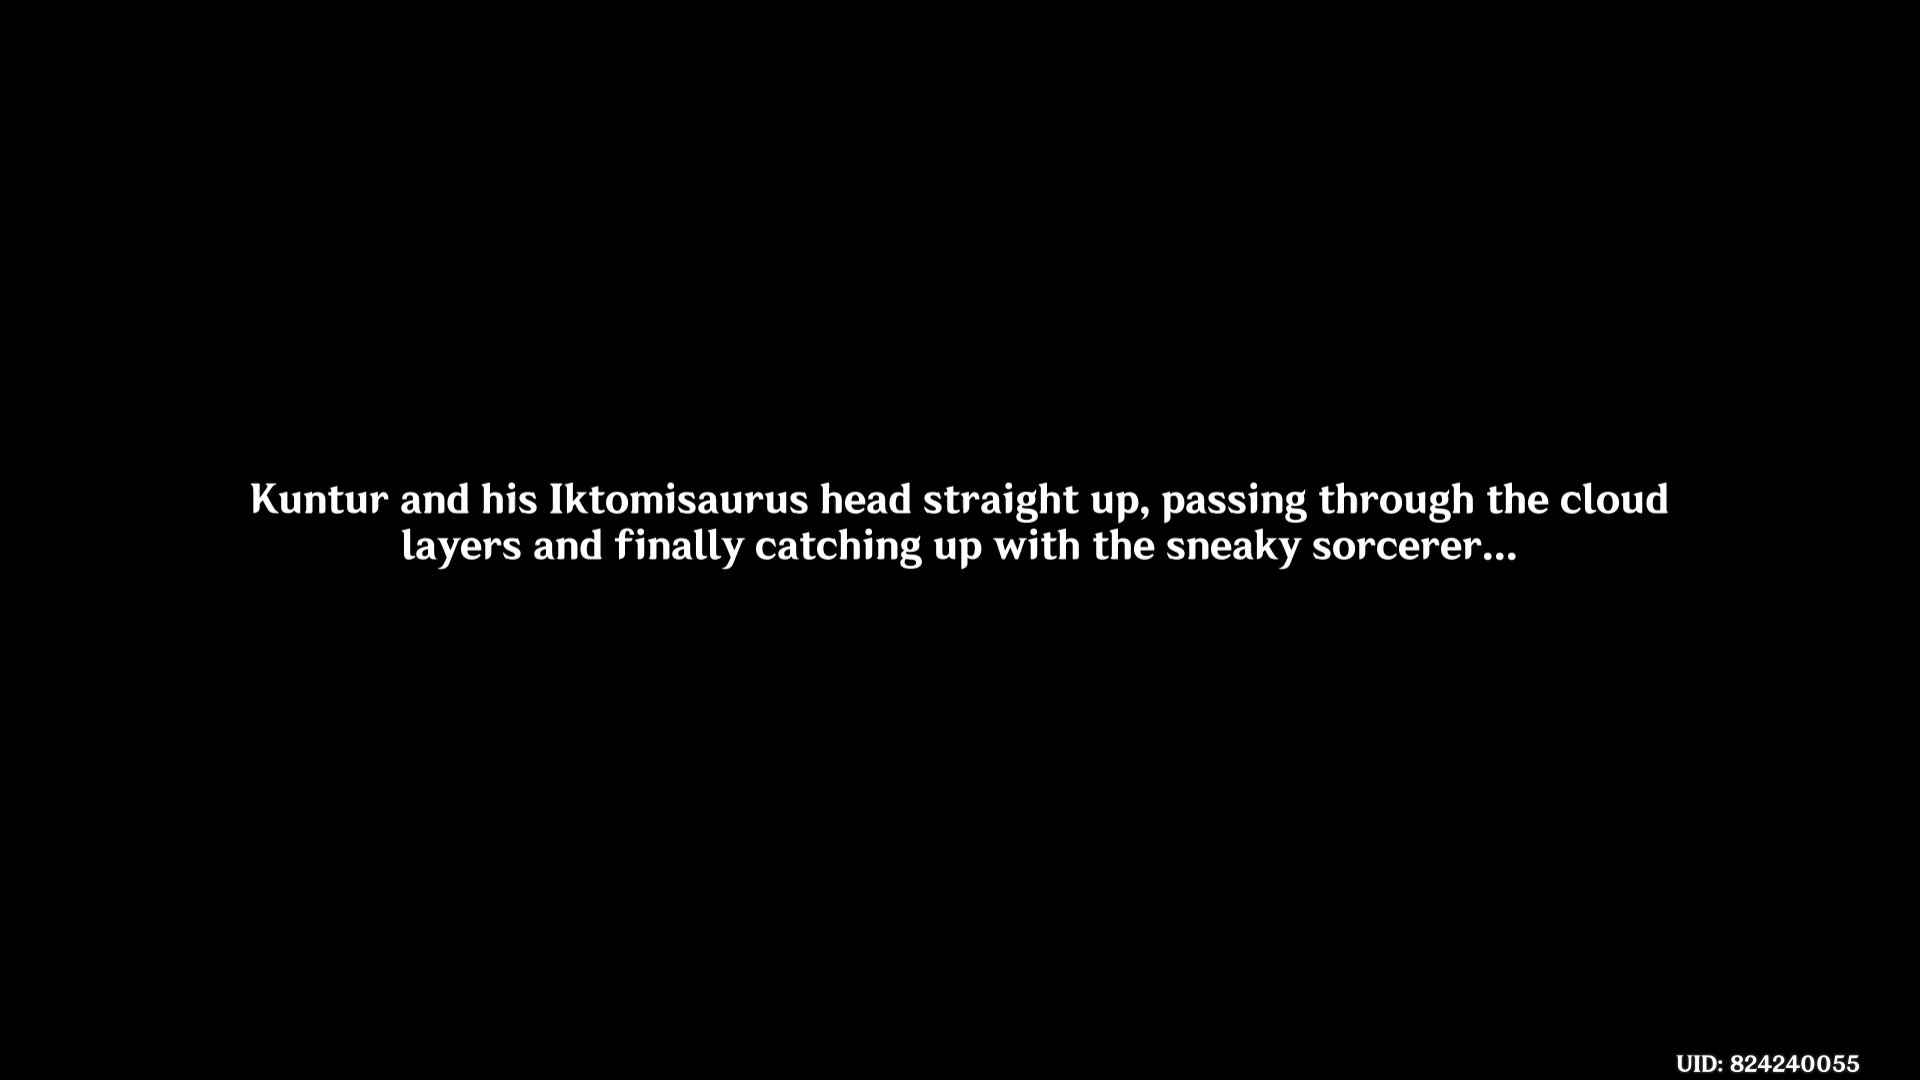 Kuntur and his Iktomisaurus head straight up, passing through the cloud
layers and finally catching up with the sneaky sorcerer...
UID: 824240055